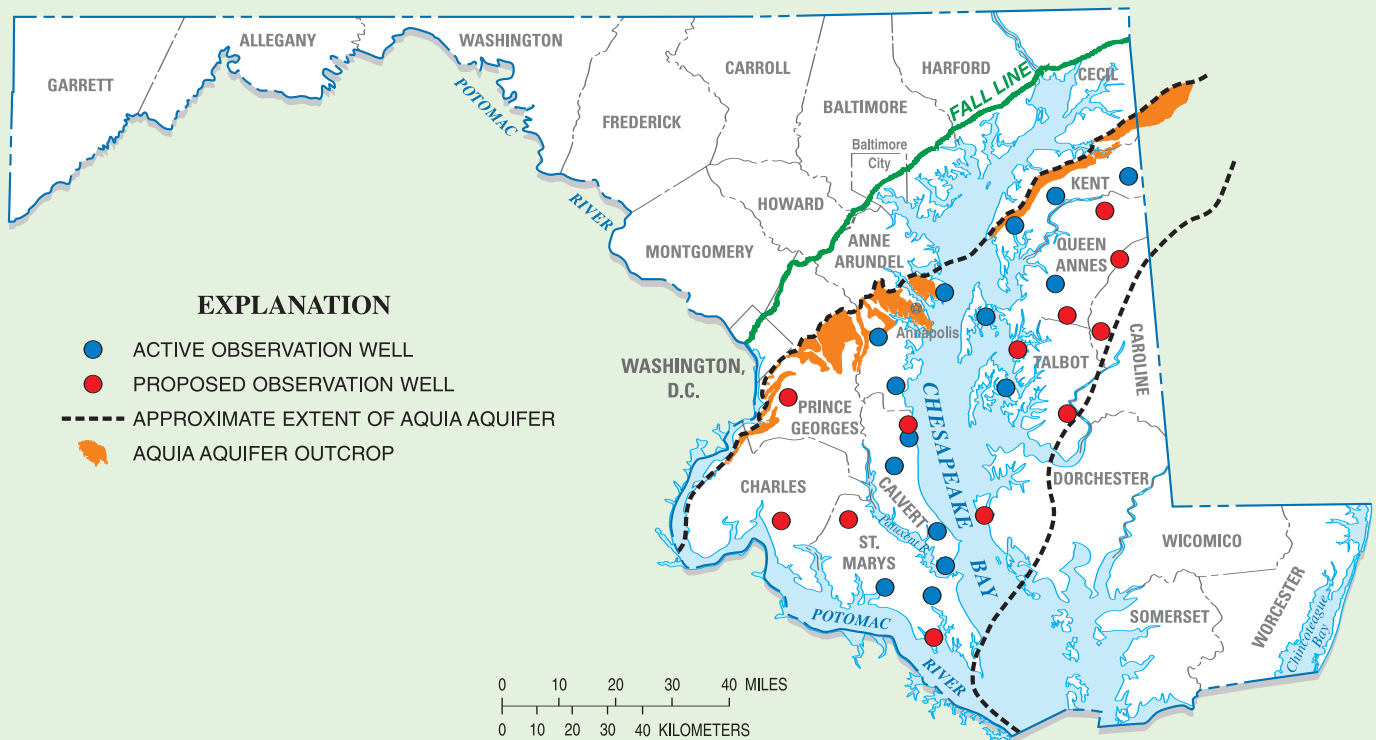 GARRETT
ALLEGANY
WASHINGTON
POTOMAC
RIVER
FREDERICK
CARROLL
BALTIMORE
HARFORD
CECIL
FALL LINE
Baltimore
City
HOWARD
MONTGOMERY
ANNE
ARUNDEL
KENT
QUEEN
ANNES
Annapolis
TALBOT
CAROLINE
WASHINGTON,
D.C.
PRINCE
GEORGES
CHESAPEAKE
BAY
CHARLES
CALVERT
Patuxent R.
ST.
MARYS
DORCHESTER
WICOMICO
SOMERSET
WORCESTER
Chincoteague
Bay
POTOMAC
RIVER
EXPLANATION
ACTIVE OBSERVATION WELL
PROPOSED OBSERVATION WELL
APPROXIMATE EXTENT OF AQUIA AQUIFER
AQUIA AQUIFER OUTCROP
0 10 20 30 40 MILES
0 10 20 30 40 KILOMETERS